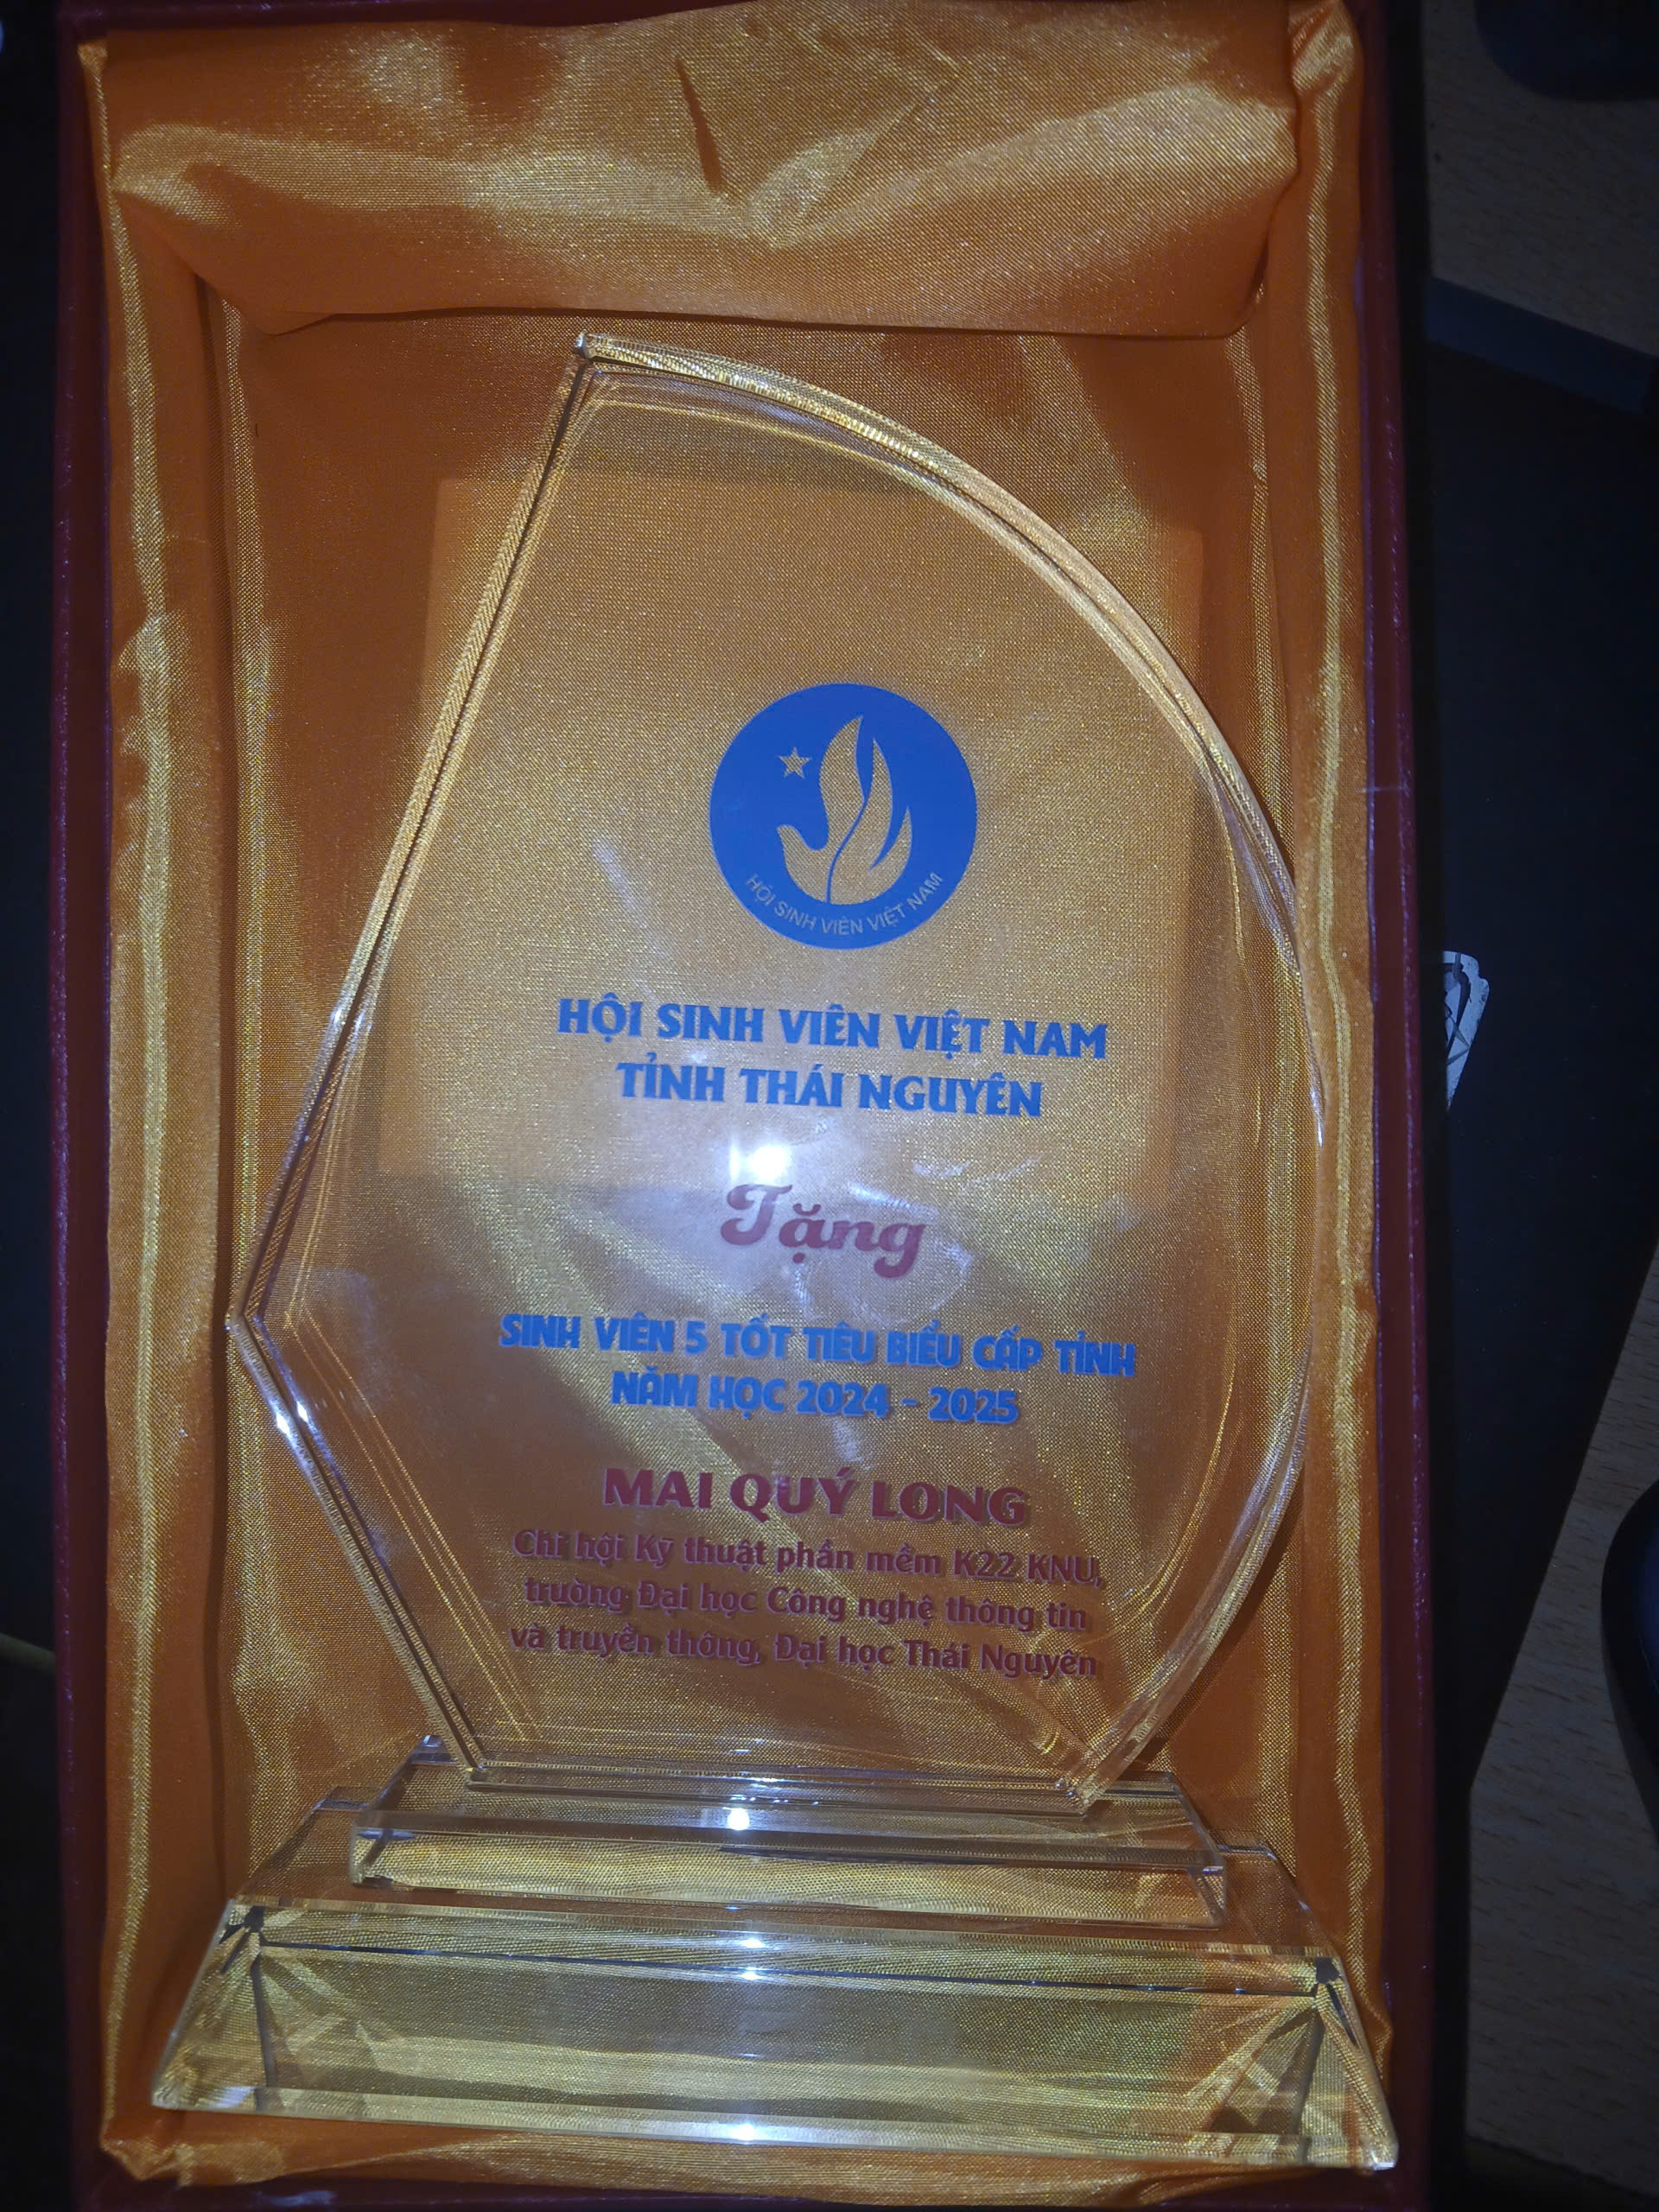 HỘI SINH VIÊN VIỆT NAM
HỘI SINH VIÊN VIỆT NAM
TỈNH THÁI NGUYÊN
Tặng
SINH VIÊN 5 TỐT TIÊU BIỂU CẤP TỈNH
NĂM HỌC 2024 - 2025
MAI QUÝ LONG
Chi hội Kỹ thuật phần mềm K22 KNU,
trường Đại học Công nghệ thông tin
và truyền thông, Đại học Thái Nguyên